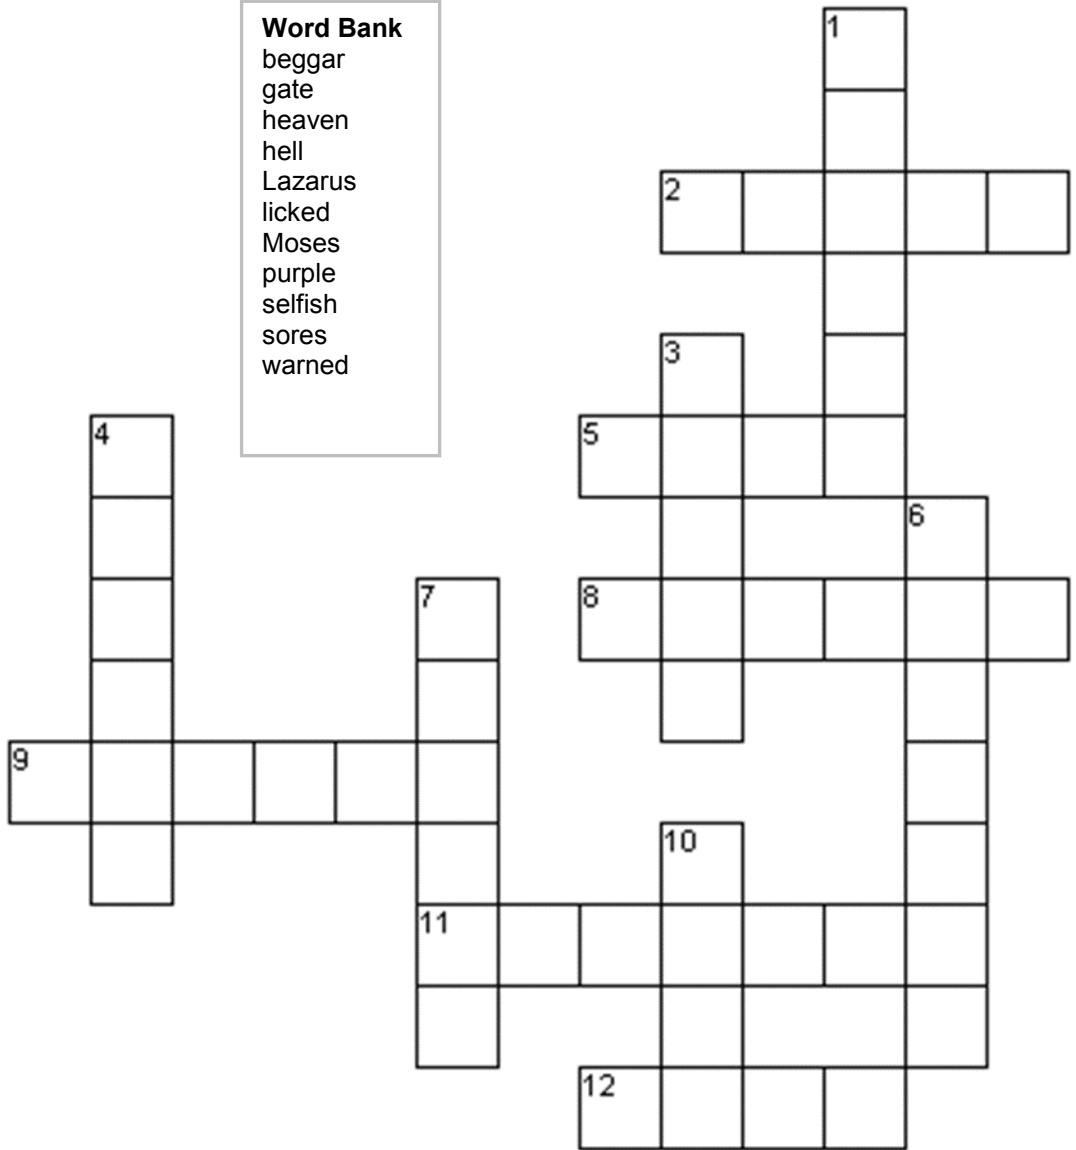 Word Bank
beggar
gate
heaven
hell
Lazarus
licked
Moses
purple
selfish
sores
warned
1
2
3
4
5
6
7
8
9
10
11
12